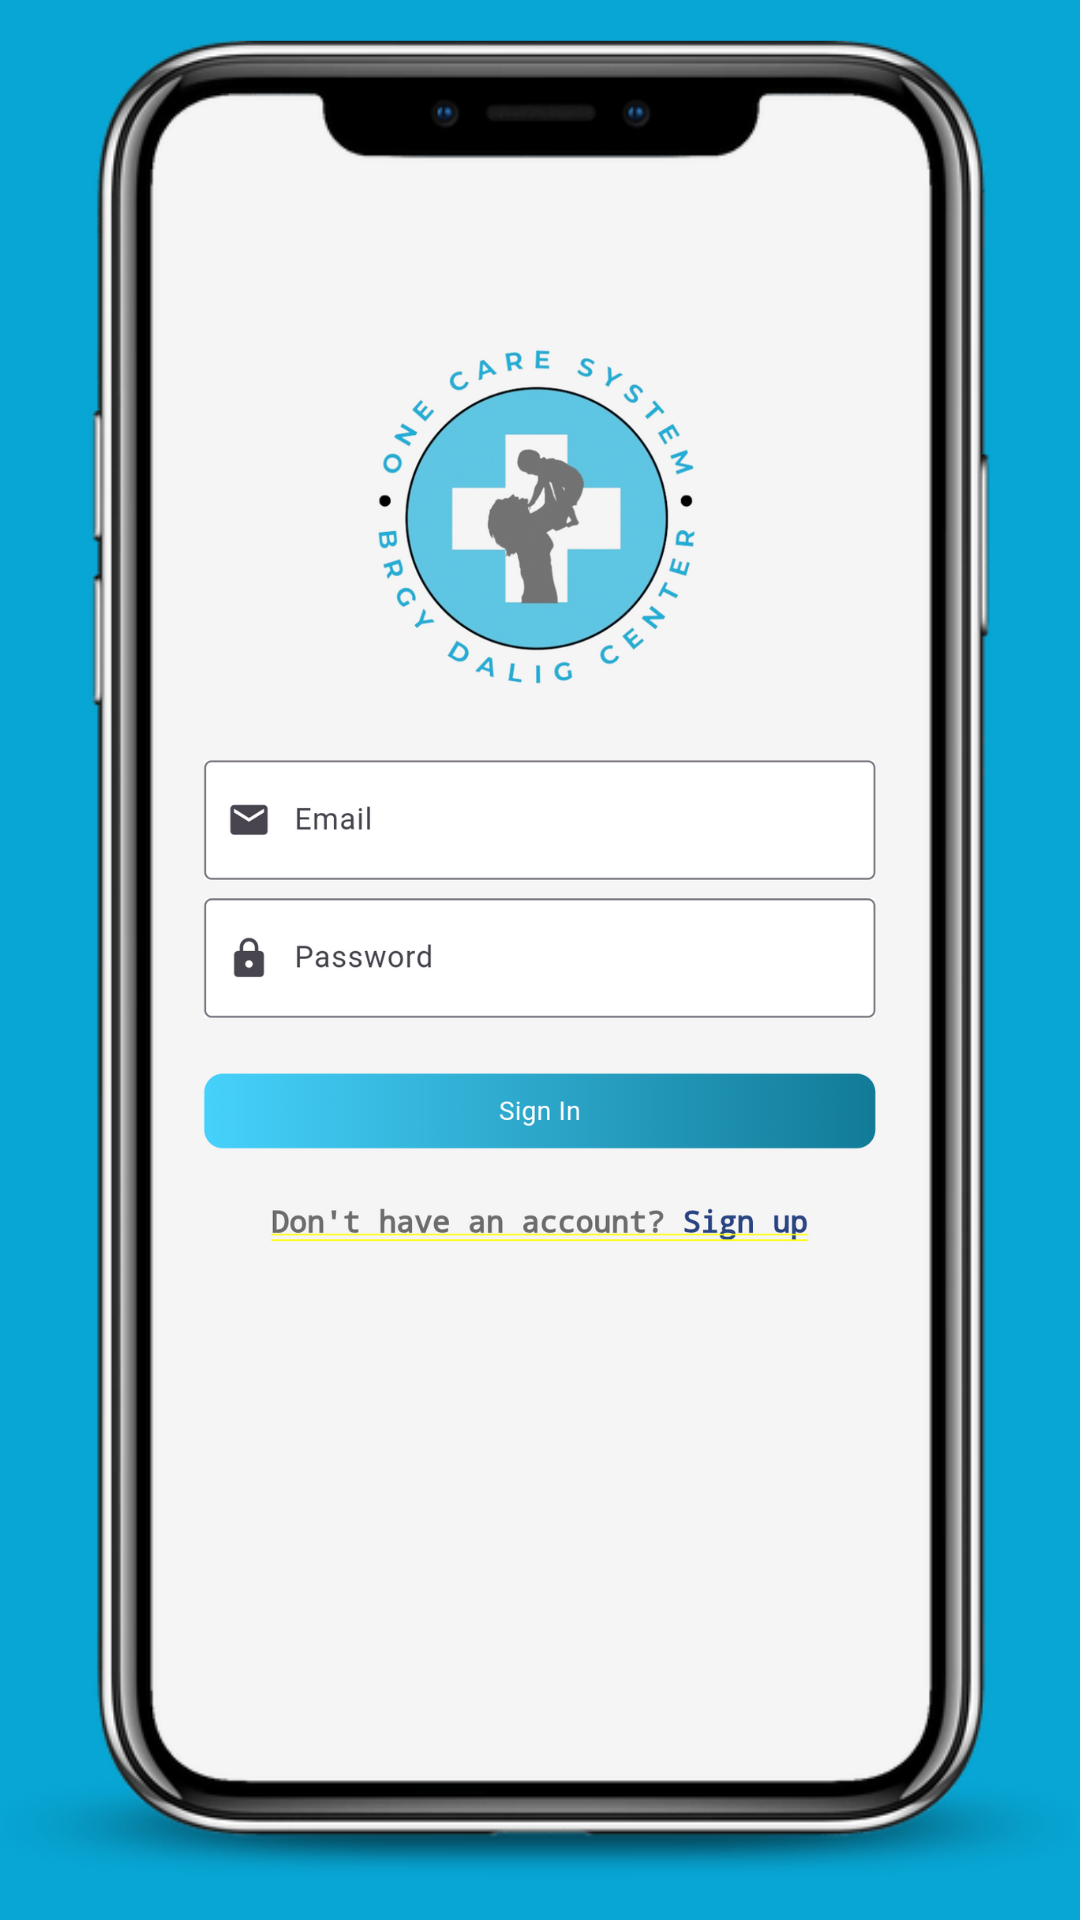 ONE CARE SYSTEM
BRGY DALIG CENTER
Email
Password
Sign In
Don't have an account? Sign up